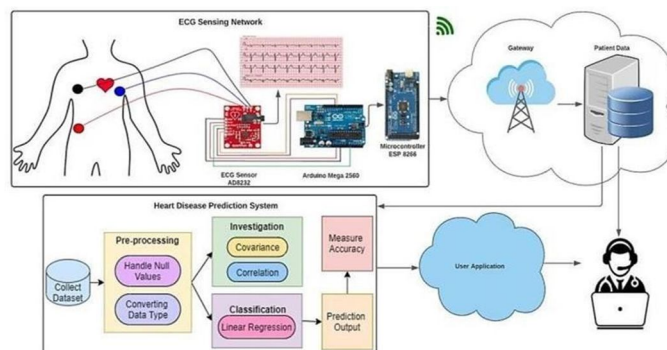 ECG Sensing Network
Gateway
Patient Data
ECG Sensor
AD8232
Arduino Mega 2560
Microcontroller
ESP 8266
Heart Disease Prediction System
Collect
Dataset
Pre-processing
Handle Null
Values
Converting
Data Type
Investigation
Covariance
Correlation
Classification
Linear Regression
Measure
Accuracy
Prediction
Output
User Application